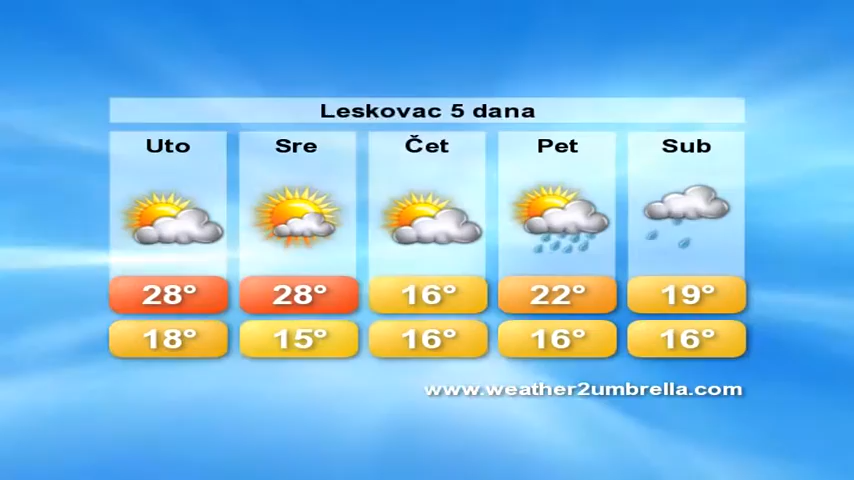 Leskovac 5 dana
Uto Sre Čet Pet Sub
28° 28° 16° 22° 19°
18° 15° 16° 16° 16°
www.weather2umbrella.com